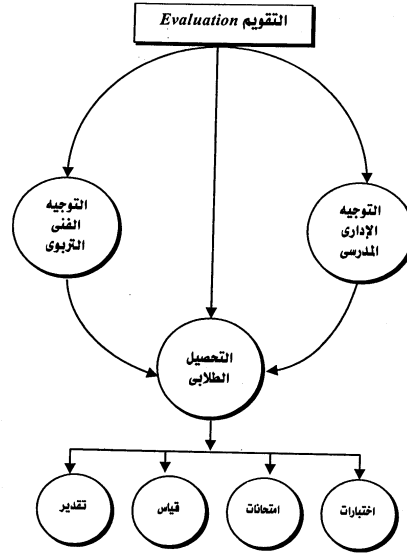 التقويم Evaluation
التوجيه
الإدارى
المدرسى
التوجيه
الفنى
التربوى
التحصيل
الطلابى
اختبارات
امتحانات
قياس
تقدير